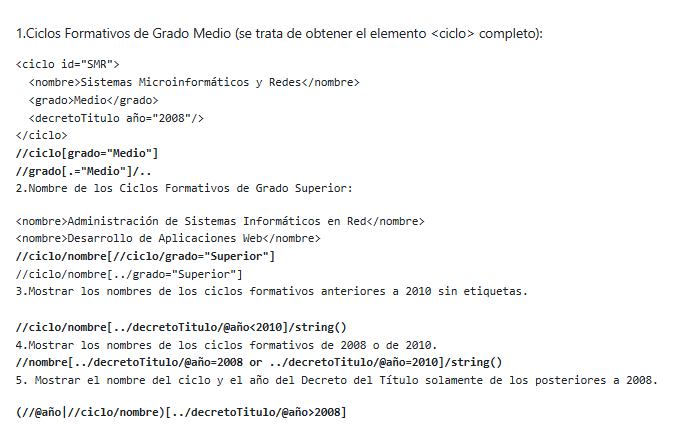 1.Ciclos Formativos de Grado Medio (se trata de obtener el elemento <ciclo> completo):
<ciclo id="SMR">
<nombre>Sistemas Microinformáticos y Redes</nombre>
<grado>Medio</grado>
<decretoTitulo año="2008"/>
</ciclo>
//ciclo[grado="Medio"]
//grado[.="Medio"]/..
2.Nombre de los Ciclos Formativos de Grado Superior:
<nombre>Administración de Sistemas Informáticos en Red</nombre>
<nombre>Desarrollo de Aplicaciones Web</nombre>
//ciclo/nombre[//ciclo/grado="Superior"]
//ciclo/nombre[../grado="Superior"]
3.Mostrar los nombres de los ciclos formativos anteriores a 2010 sin etiquetas.
//ciclo/nombre[../decretoTitulo/@año<2010]/string()
4.Mostrar los nombres de los ciclos formativos de 2008 o de 2010.
//nombre[../decretoTitulo/@año=2008 or ../decretoTitulo/@año=2010]/string()
5. Mostrar el nombre del ciclo y el año del Decreto del Título solamente de los posteriores a 2008.
(//@año|//ciclo/nombre)[../decretoTitulo/@año>2008]